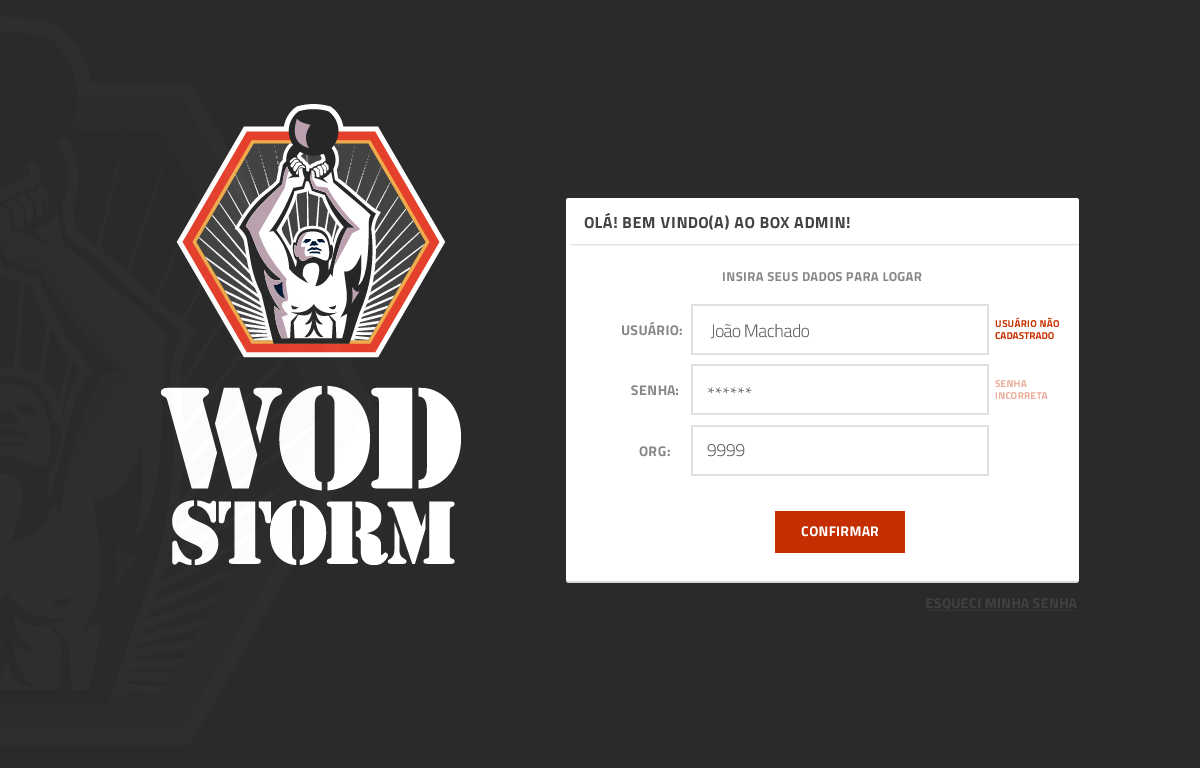 WOD
STORM
OLÁ! BEM VINDO(A) AO BOX ADMIN!
INSIRA SEUS DADOS PARA LOGAR
USUÁRIO:
João Machado
USUÁRIO NÃO
CADASTRADO
SENHA:
******
SENHA
INCORRETA
ORG:
9999
CONFIRMAR
ESQUECI MINHA SENHA